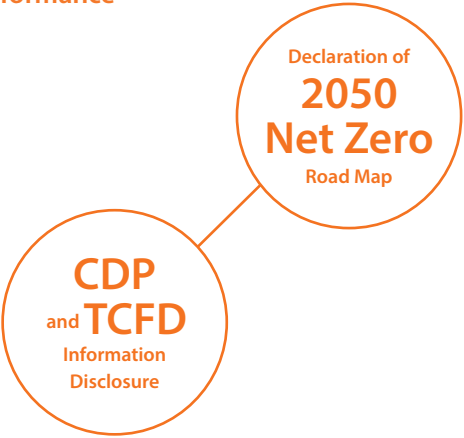 Declaration of
2050
Net Zero
Road Map
CDP
and TCFD
Information
Disclosure